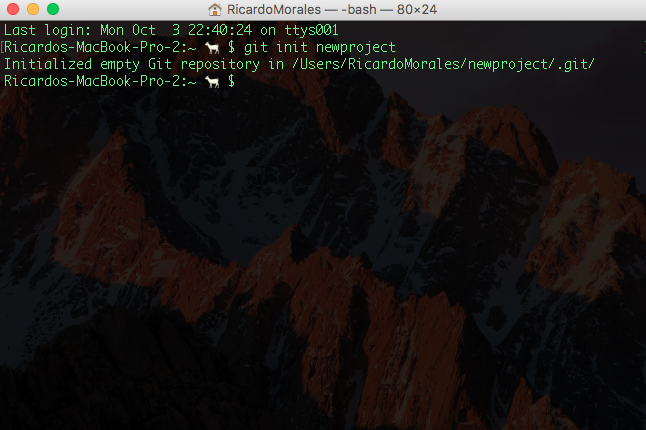 RicardoMorales — -bash — 80×24
Last login: Mon Oct  3 22:40:24 on ttys001
[Ricardos-MacBook-Pro-2:~ 🐐 $ git init newproject
Initialized empty Git repository in /Users/RicardoMorales/newproject/.git/
Ricardos-MacBook-Pro-2:~ 🐐 $